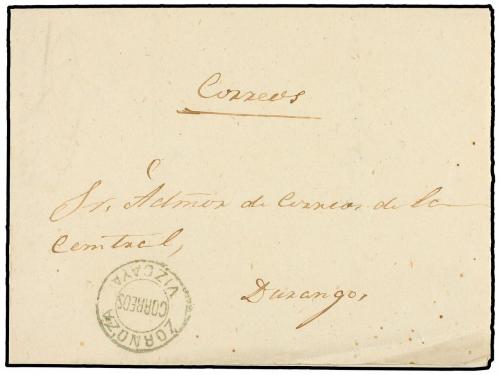 Correos
Sr. Admor de Correos de la
Central,
Durango,
ZORNOZA
VIZCAYA
CORREOS